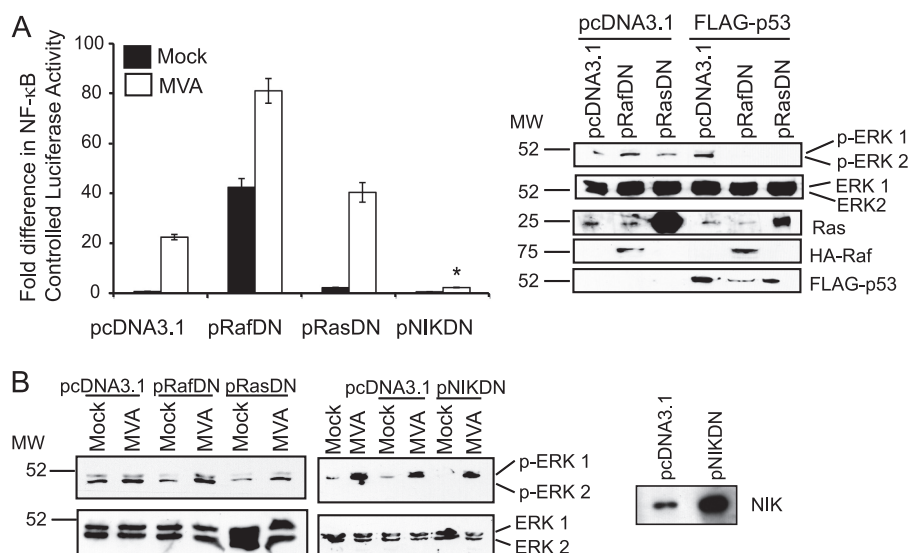 A
Fold difference in NF-κB
Controlled Luciferase Activity
100
80
60
40
20
0
Mock
MVA
*
pcDNA3.1
pRafDN
pRasDN
pNIKDN
pcDNA3.1 FLAG-p53
pcDNA3.1
pRafDN
pRasDN
pcDNA3.1
pRafDN
pRasDN
MW
52
p-ERK 1
p-ERK 2
52
ERK 1
ERK2
25
Ras
75
HA-Raf
52
FLAG-p53
B
pcDNA3.1 pRafDN pRasDN
Mock
MVA
Mock
MVA
Mock
MVA
MW
52
52
pcDNA3.1 pNIKDN
Mock
MVA
Mock
MVA
Mock
MVA
p-ERK 1
p-ERK 2
ERK 1
ERK 2
pcDNA3.1
pNIKDN
NIK